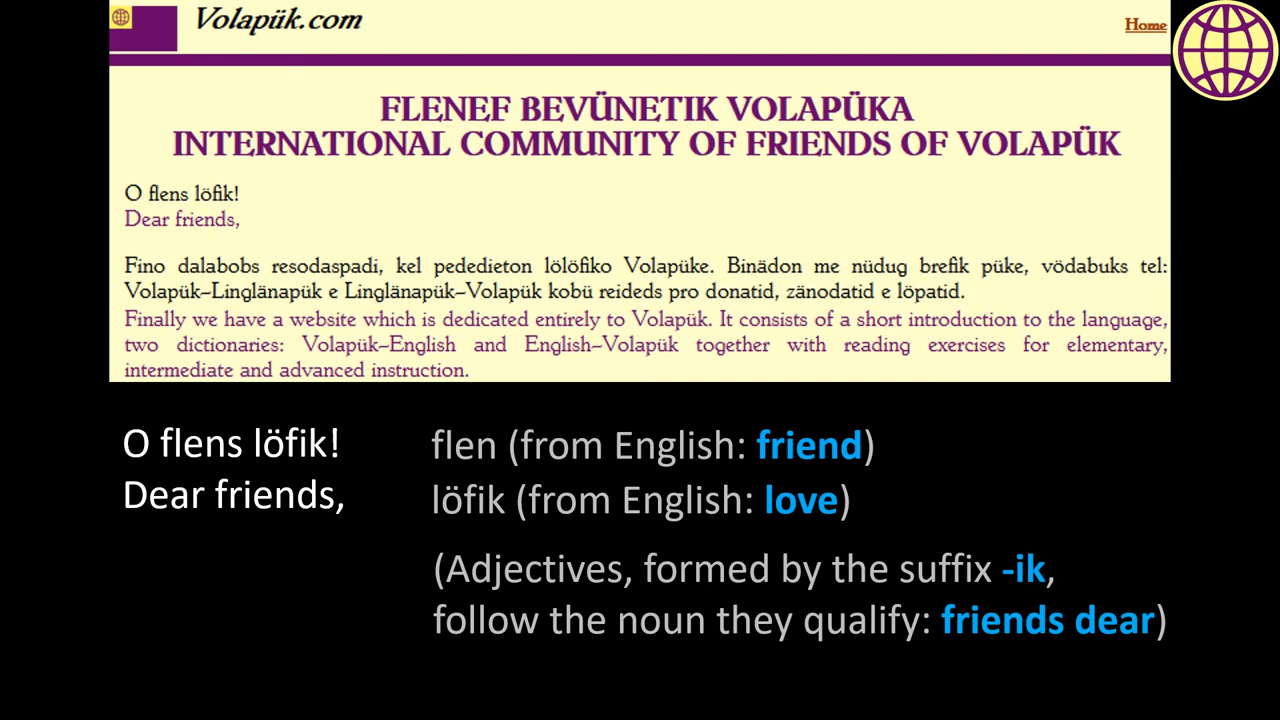 Volapük.com
Home
FLENEF BEVÜNETIK VOLAPÜKA
INTERNATIONAL COMMUNITY OF FRIENDS OF VOLAPÜK
O flens löfik!
Dear friends,
Fino dalabobs resodaspadi, kel pededieton lölöfiko Volapüke. Binädon me nüdug brefik püke, vödabuks tel:
Volapük–Linglänapük e Linglänapük–Volapük kobü reideds pro donatid, zänodatid e löpatid.
Finally we have a website which is dedicated entirely to Volapük. It consists of a short introduction to the language,
two dictionaries: Volapük–English and English–Volapük together with reading exercises for elementary,
intermediate and advanced instruction.
O flens löfik!
Dear friends,
flen (from English: friend)
löfik (from English: love)
(Adjectives, formed by the suffix -ik,
follow the noun they qualify: friends dear)